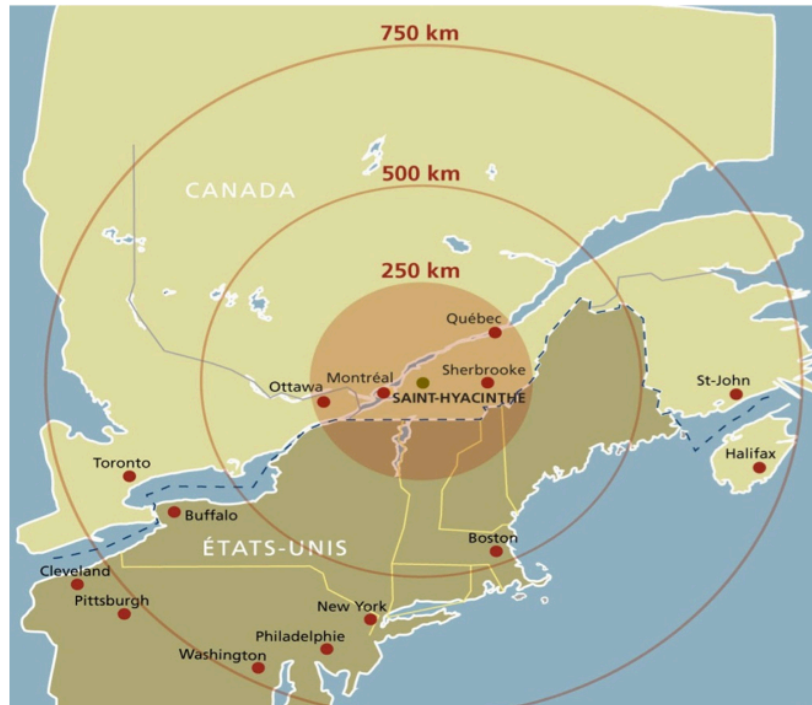 750 km
CANADA
500 km
250 km
Québec
Ottawa
Montréal
Sherbrooke
SAINT-HYACINTHE
St-John
Toronto
Halifax
Buffalo
ÉTATS-UNIS
Boston
Cleveland
Pittsburgh
New York
Philadelphie
Washington